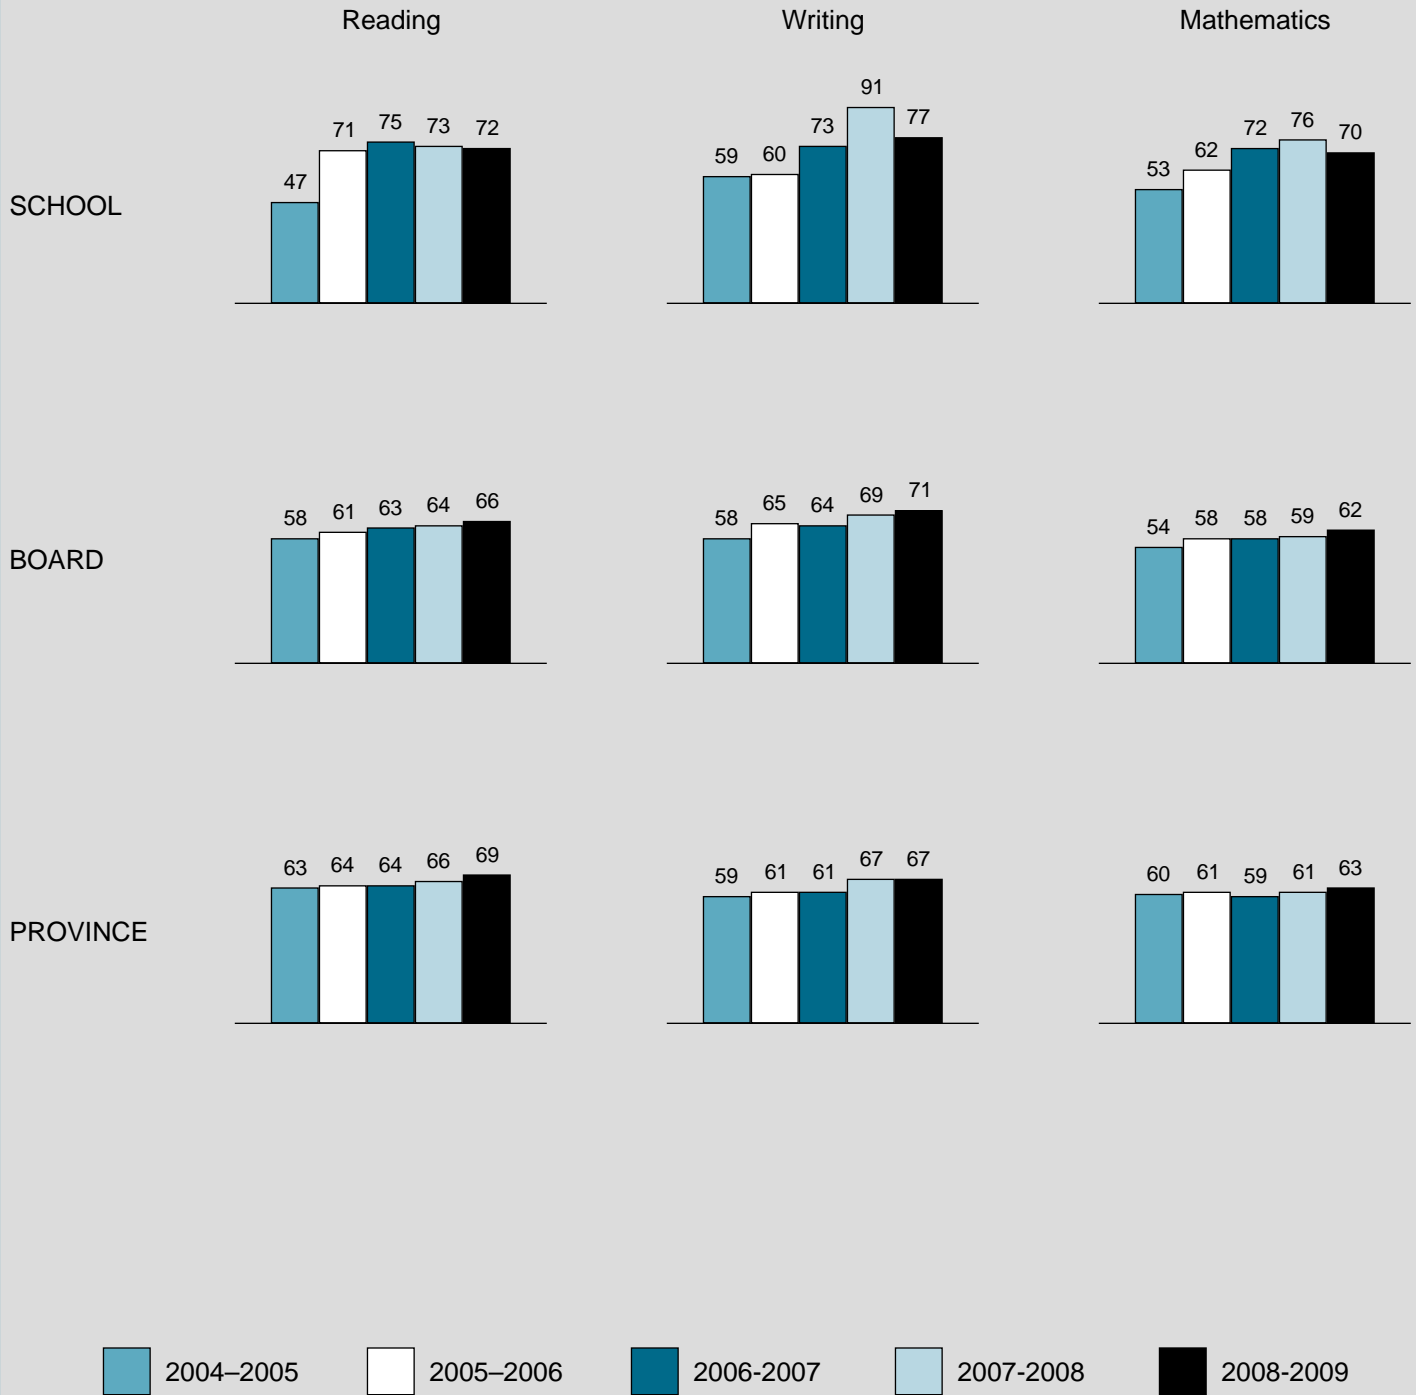 Reading Writing Mathematics
SCHOOL
47 71 75 73 72
59 60 73 91 77
53 62 72 76 70
BOARD
58 61 63 64 66
58 65 64 69 71
54 58 58 59 62
PROVINCE
63 64 64 66 69
59 61 61 67 67
60 61 59 61 63
2004–2005 2005–2006 2006-2007 2007-2008 2008-2009